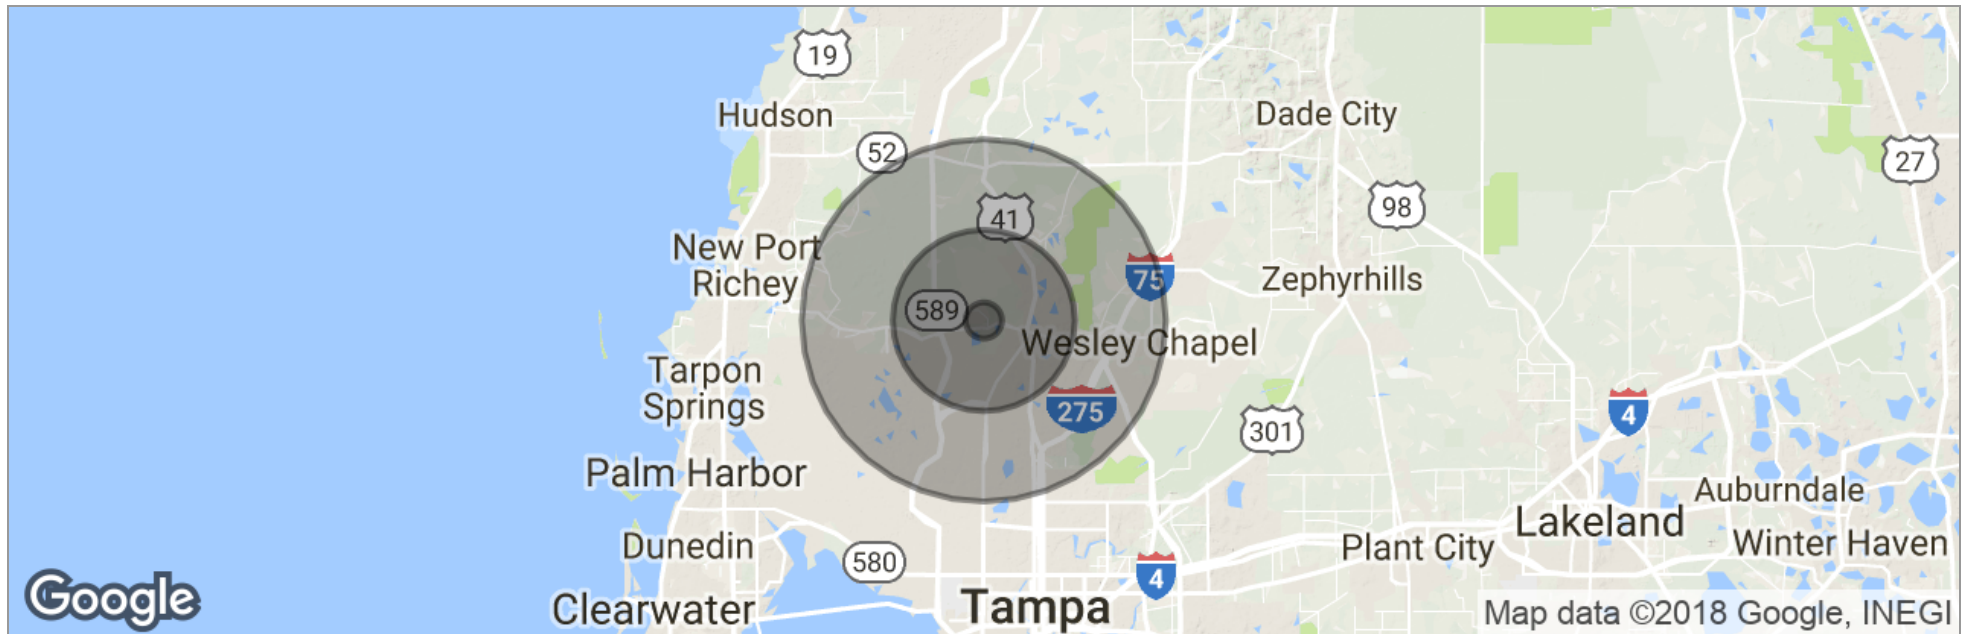 19
Hudson
Dade City
52
27
98
41
New Port
Richey
75
Zephyrhills
589
Wesley Chapel
Tarpon
Springs
275
4
301
Palm Harbor
Auburndale
Lakeland
Dunedin
Plant City
Winter Haven
580
4
Google
Clearwater
Tampa
Map data ©2018 Google, INEGI